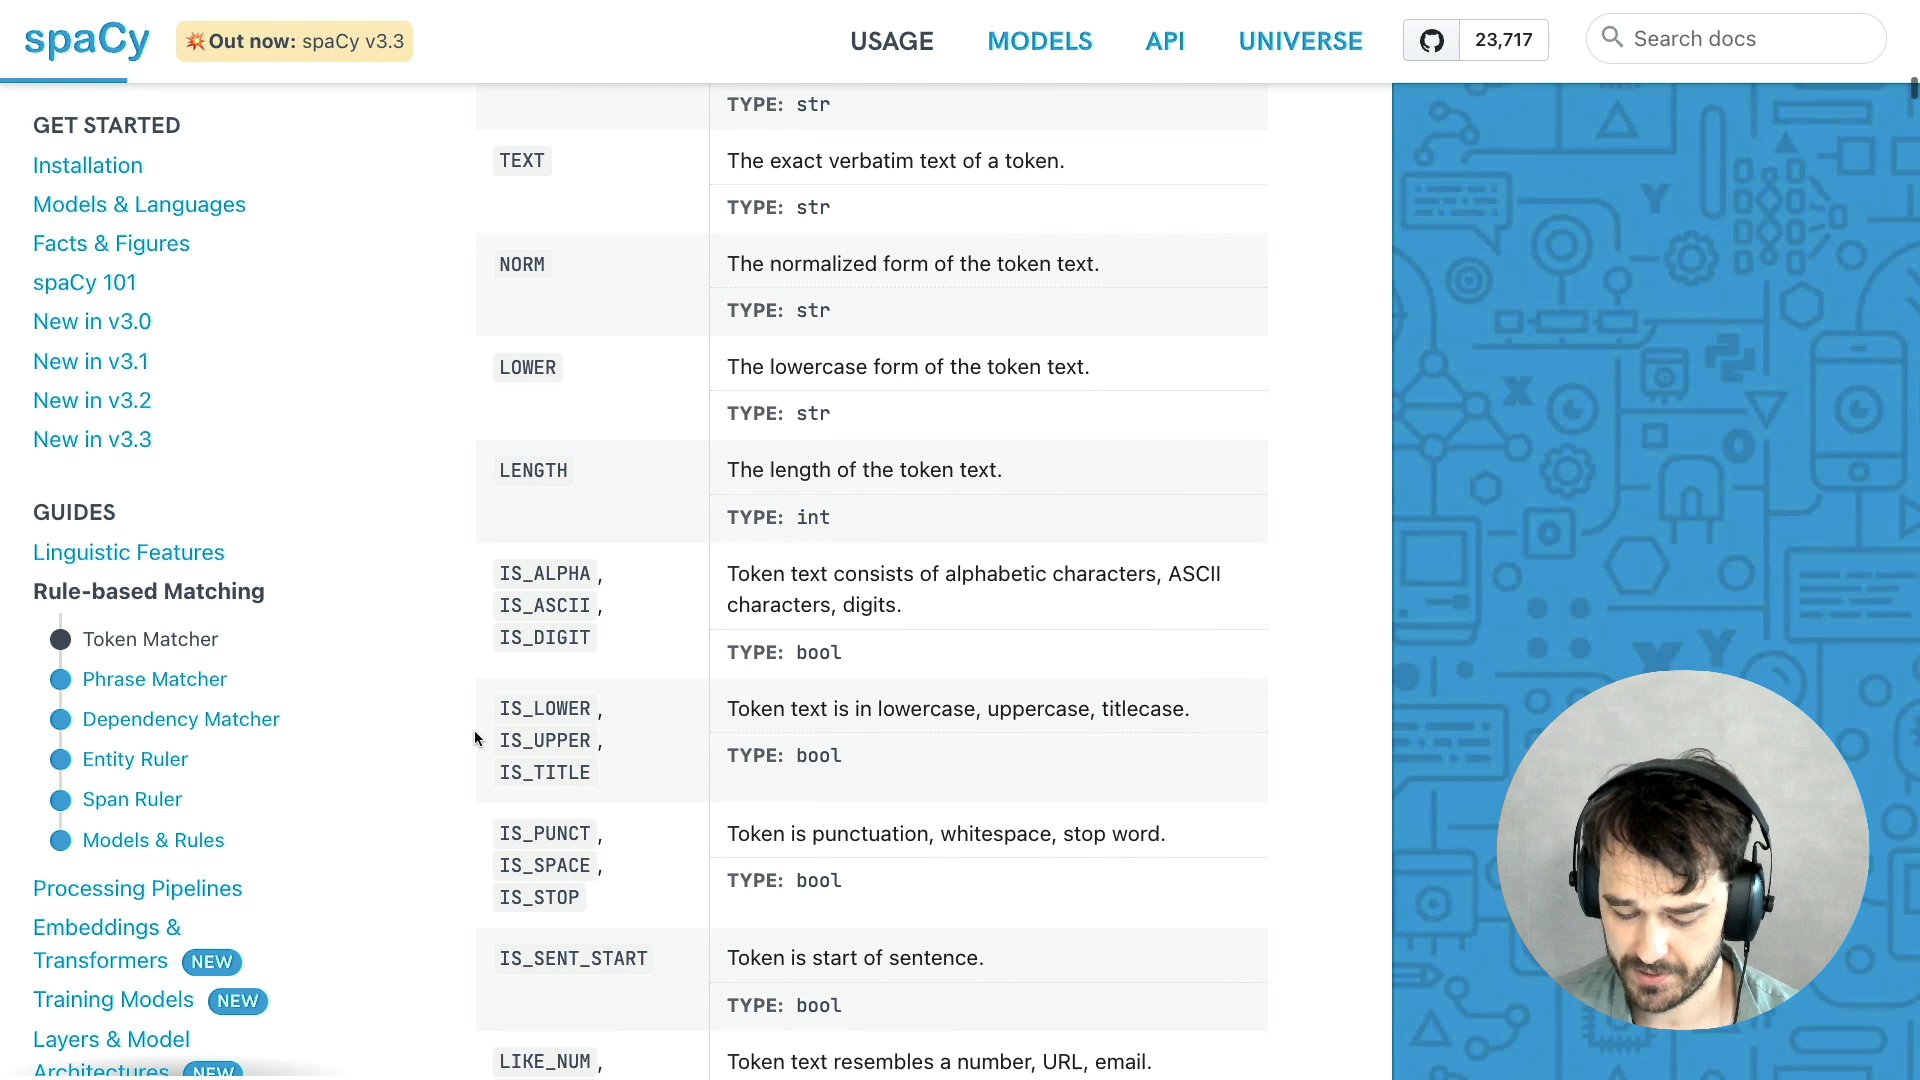 spaCy
💥Out now: spaCy v3.3
USAGE
MODELS
API
UNIVERSE
23,717
Search docs
GET STARTED
Installation
Models & Languages
Facts & Figures
spaCy 101
New in v3.0
New in v3.1
New in v3.2
New in v3.3
GUIDES
Linguistic Features
Rule-based Matching
Token Matcher
Phrase Matcher
Dependency Matcher
Entity Ruler
Span Ruler
Models & Rules
Processing Pipelines
Embeddings &
Transformers NEW
Training Models NEW
Layers & Model
Architectures NEW
TYPE: str
TEXT
The exact verbatim text of a token.
TYPE: str
NORM
The normalized form of the token text.
TYPE: str
LOWER
The lowercase form of the token text.
TYPE: str
LENGTH
The length of the token text.
TYPE: int
IS_ALPHA,
IS_ASCII,
IS_DIGIT
Token text consists of alphabetic characters, ASCII
characters, digits.
TYPE: bool
IS_LOWER,
IS_UPPER,
IS_TITLE
Token text is in lowercase, uppercase, titlecase.
TYPE: bool
IS_PUNCT,
IS_SPACE,
IS_STOP
Token is punctuation, whitespace, stop word.
TYPE: bool
IS_SENT_START
Token is start of sentence.
TYPE: bool
LIKE_NUM,
Token text resembles a number, URL, email.